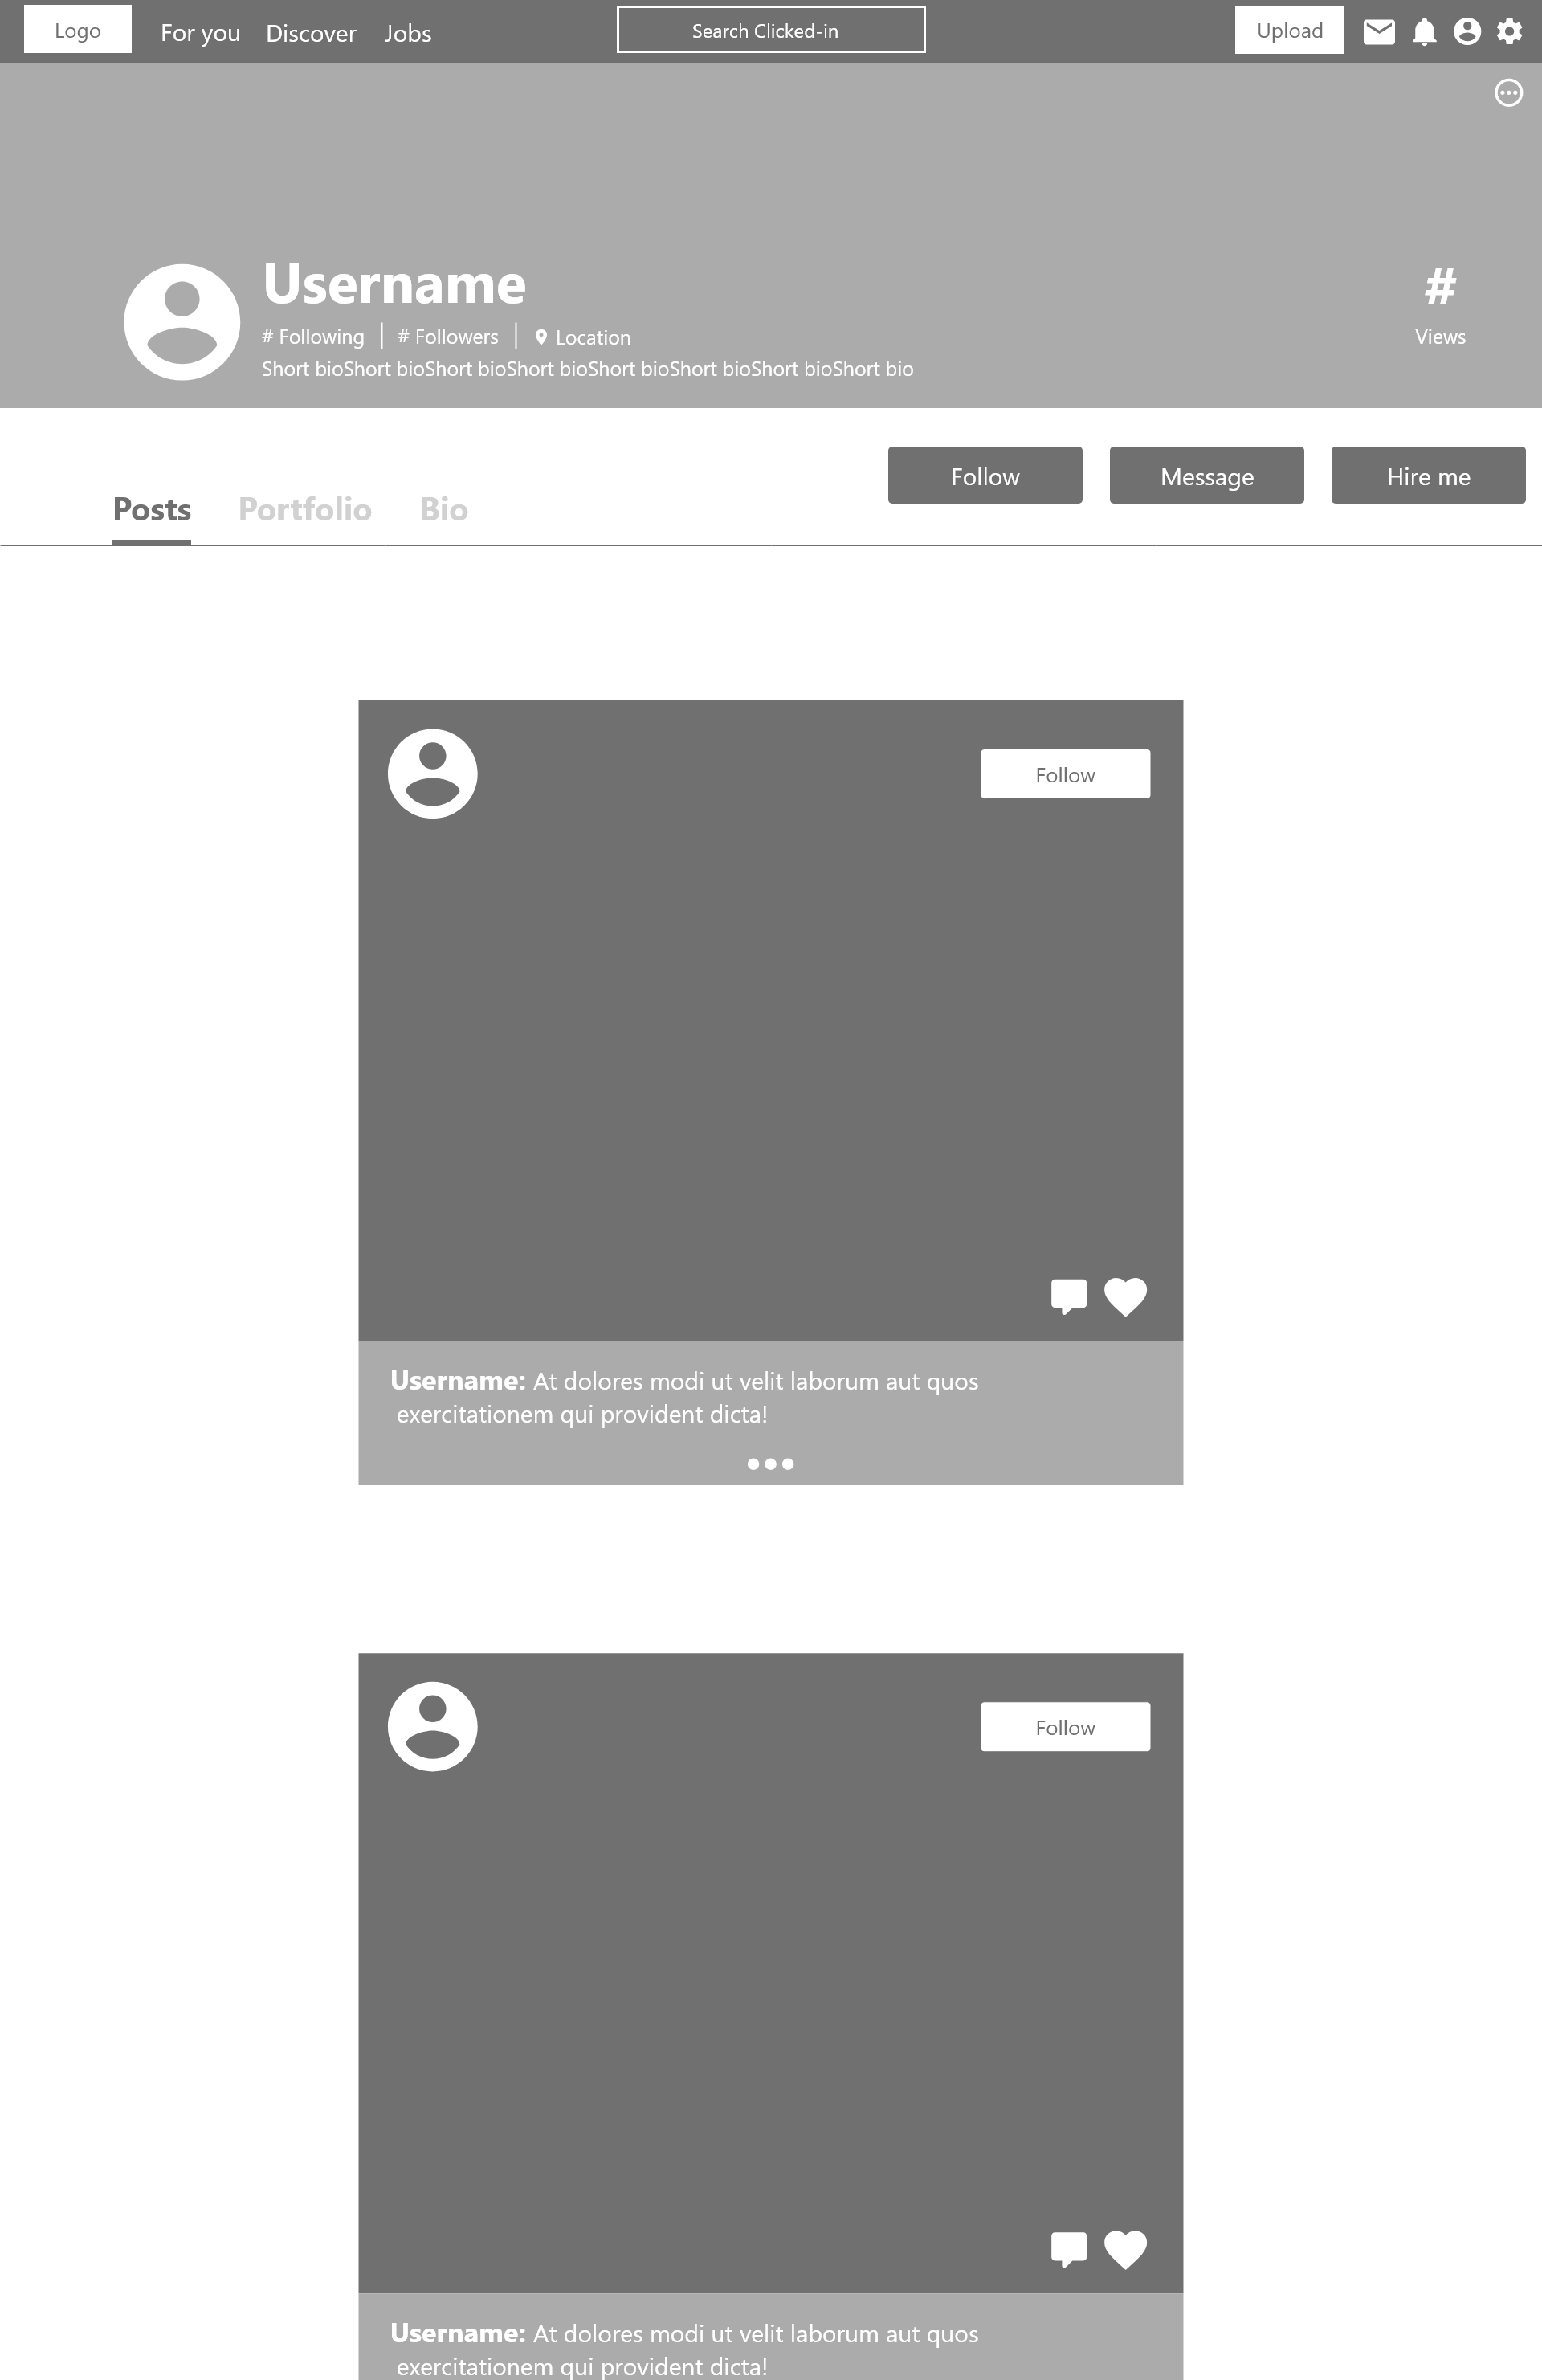 Logo
For you Discover Jobs
Search Clicked-in
Upload
Username
# Following
# Followers
Location
Short bioShort bioShort bioShort bioShort bioShort bioShort bioShort bio
#
Views
Follow
Message
Hire me
Posts Portfolio Bio
Follow
Username: At dolores modi ut velit laborum aut quos
exercitationem qui provident dicta!
Follow
Username: At dolores modi ut velit laborum aut quos
exercitationem qui provident dicta!